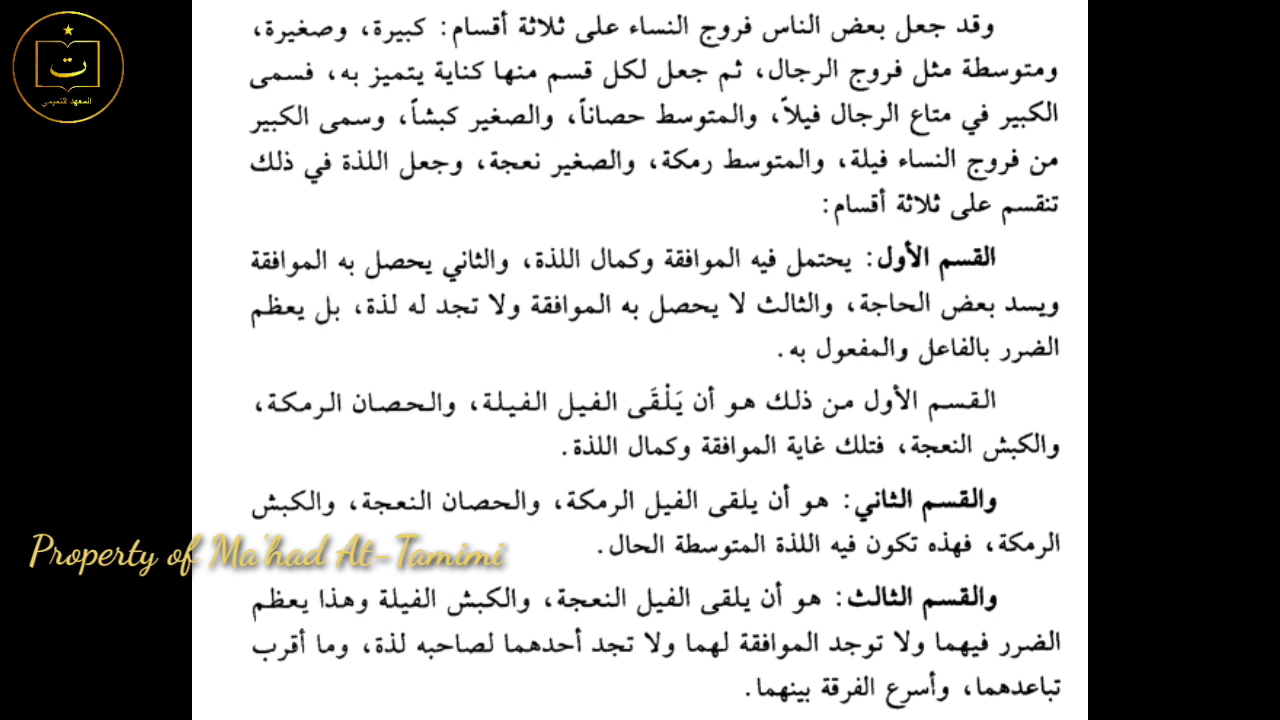 ت
المعهد التميمي
وقد جعل بعض الناس فروج النساء على ثلاثة أقسام: كبيرة، وصغيرة،
ومتوسطة مثل فروج الرجال، ثم جعل لكل قسم منها كناية يتميز به، فسمى
الكبير في متاع الرجال فيلاً، والمتوسط حصاناً، والصغير كبشاً، وسمى الكبير
من فروج النساء فيلة، والمتوسط رمكة، والصغير نعجة، وجعل اللذة في ذلك
تنقسم على ثلاثة أقسام:
القسم الأول: يحتمل فيه الموافقة وكمال اللذة، والثاني يحصل به الموافقة
ويسد بعض الحاجة، والثالث لا يحصل به الموافقة ولا تجد له لذة، بل يعظم
الضرر بالفاعل والمفعول به.
القسم الأول من ذلك هو أن يَلْقَى الفيل الفيلة، والحصان الرمكة،
والكبش النعجة، فتلك غاية الموافقة وكمال اللذة.
والقسم الثاني: هو أن يلقى الفيل الرمكة، والحصان النعجة، والكبش
الرمكة، فهذه تكون فيه اللذة المتوسطة الحال.
Property of Ma'had At-Tamimi
والقسم الثالث: هو أن يلقى الفيل النعجة، والكبش الفيلة وهذا يعظم
الضرر فيهما ولا توجد الموافقة لهما ولا تجد أحدهما لصاحبه لذة، وما أقرب
تباعدهما، وأسرع الفرقة بينهما.